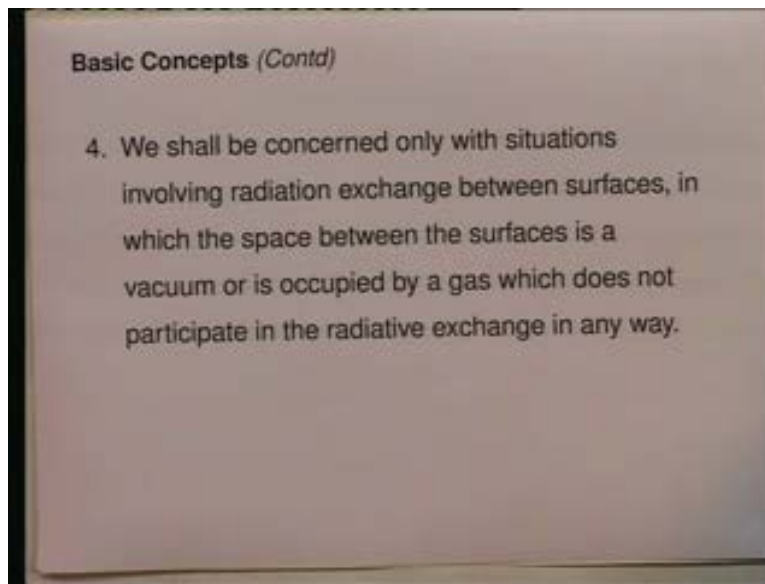 Basic Concepts (Contd)
4. We shall be concerned only with situations
involving radiation exchange between surfaces, in
which the space between the surfaces is a
vacuum or is occupied by a gas which does not
participate in the radiative exchange in any way.